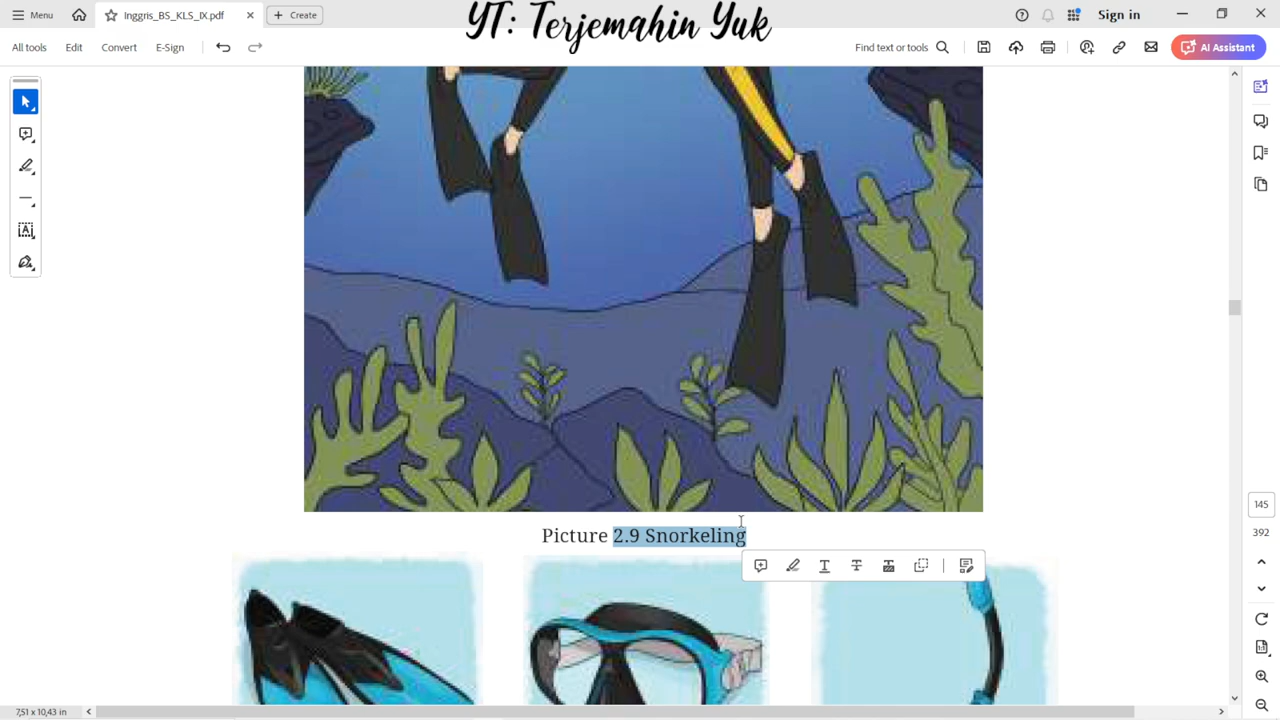 Menu
Inggris_BS_KLS_IX.pdf
Create
YT: Terjemahin Yuk
Sign in
All tools
Edit
Convert
E-Sign
Find text or tools
AI Assistant
Picture 2.9 Snorkeling
145
392
7,51 x 10,43 in